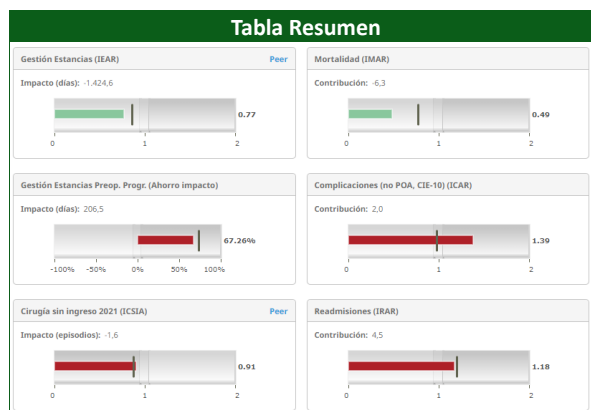 Tabla Resumen
Gestión Estancias (IEAR) Peer
Impacto (días): -1.424,6
0.77
0 1 2
Mortalidad (IMAR)
Contribución: -6,3
0.49
0 1 2
Gestión Estancias Preop. Progr. (Ahorro impacto)
Impacto (días): 206,5
67.26%
-100% -50% 0% 50% 100%
Complicaciones (no POA, CIE-10) (ICAR)
Contribución: 2,0
1.39
0 1 2
Cirugía sin ingreso 2021 (ICSIA) Peer
Impacto (episodios): -1,6
0.91
0 1 2
Readmisiones (IRAR)
Contribución: 4,5
1.18
0 1 2